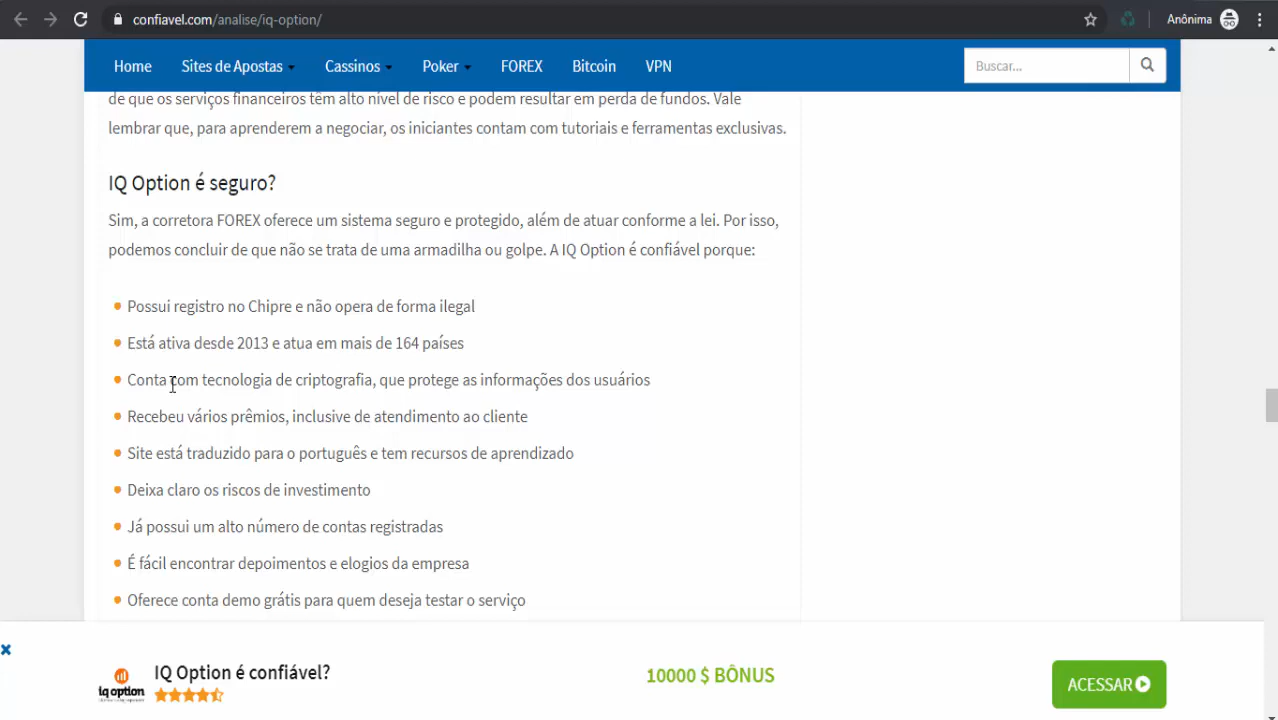 confiavel.com/analise/iq-option/
Anônima
Home Sites de Apostas Cassinos Poker FOREX Bitcoin VPN Buscar...
de que os serviços financeiros têm alto nível de risco e podem resultar em perda de fundos. Vale
lembrar que, para aprenderem a negociar, os iniciantes contam com tutoriais e ferramentas exclusivas.
IQ Option é seguro?
Sim, a corretora FOREX oferece um sistema seguro e protegido, além de atuar conforme a lei. Por isso,
podemos concluir de que não se trata de uma armadilha ou golpe. A IQ Option é confiável porque:
Possui registro no Chipre e não opera de forma ilegal
Está ativa desde 2013 e atua em mais de 164 países
Conta com tecnologia de criptografia, que protege as informações dos usuários
Recebeu vários prêmios, inclusive de atendimento ao cliente
Site está traduzido para o português e tem recursos de aprendizado
Deixa claro os riscos de investimento
Já possui um alto número de contas registradas
É fácil encontrar depoimentos e elogios da empresa
Oferece conta demo grátis para quem deseja testar o serviço
iq option
IQ Option é confiável?
10000 $ BÔNUS
ACESSAR